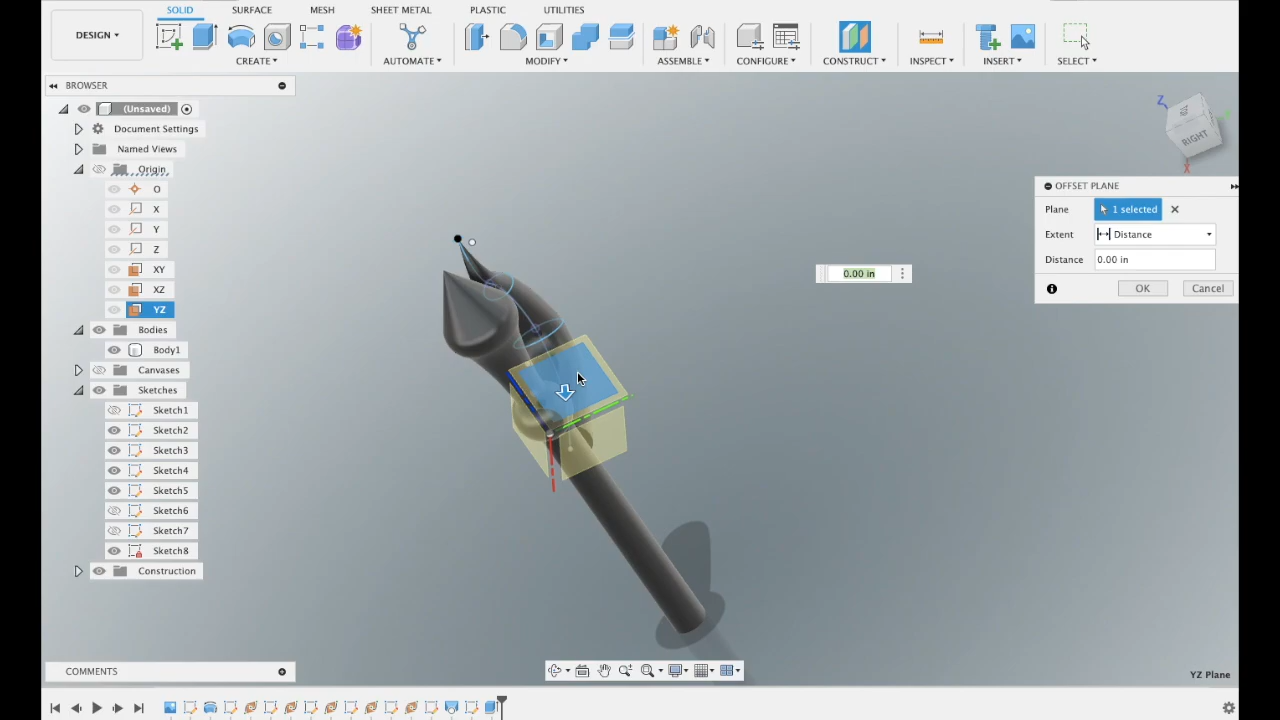 SOLID SURFACE MESH SHEET METAL PLASTIC UTILITIES
DESIGN
CREATE AUTOMATE MODIFY ASSEMBLE CONFIGURE CONSTRUCT INSPECT INSERT SELECT
BROWSER
(Unsaved)
Document Settings
Named Views
Origin
O
X
Y
Z
XY
XZ
YZ
Bodies
Body1
Canvases
Sketches
Sketch1
Sketch2
Sketch3
Sketch4
Sketch5
Sketch6
Sketch7
Sketch8
Construction
Z
RIGHT
X
OFFSET PLANE
Plane 1 selected
Extent Distance
Distance 0.00 in
OK Cancel
0.00 in
COMMENTS
YZ Plane